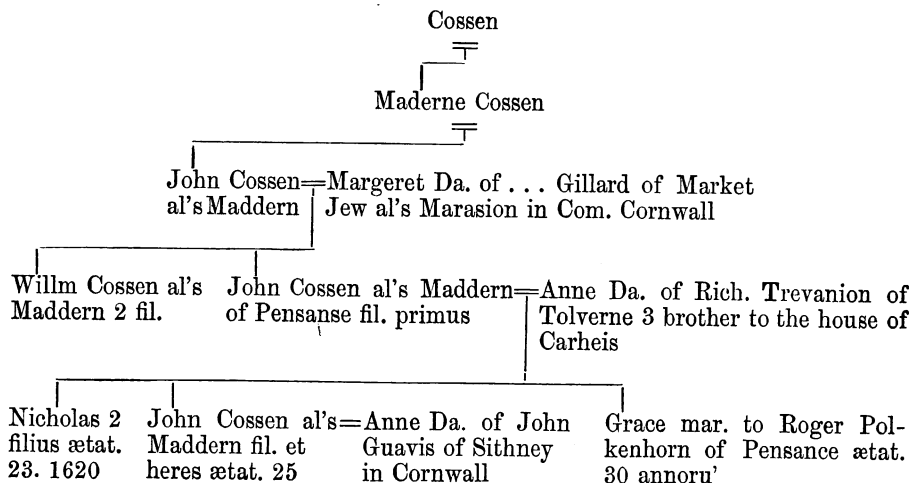 Cossen
Maderne Cossen
John Cossen=Margeret Da. of . . . Gillard of Market
al's Maddern Jew al's Marasion in Com. Cornwall
Willm Cossen al's
Maddern 2 fil.
John Cossen al's Maddern=Anne Da. of Rich. Trevanion of
of Pensanse fil. primus Tolverne 3 brother to the house of
Carheis
Nicholas 2
filius ætat.
23. 1620
John Cossen al's=Anne Da. of John
Maddern fil. et Guavis of Sithney
heres ætat. 25 in Cornwall
Grace mar. to Roger Pol-
kenhorn of Pensance ætat.
30 annoru'